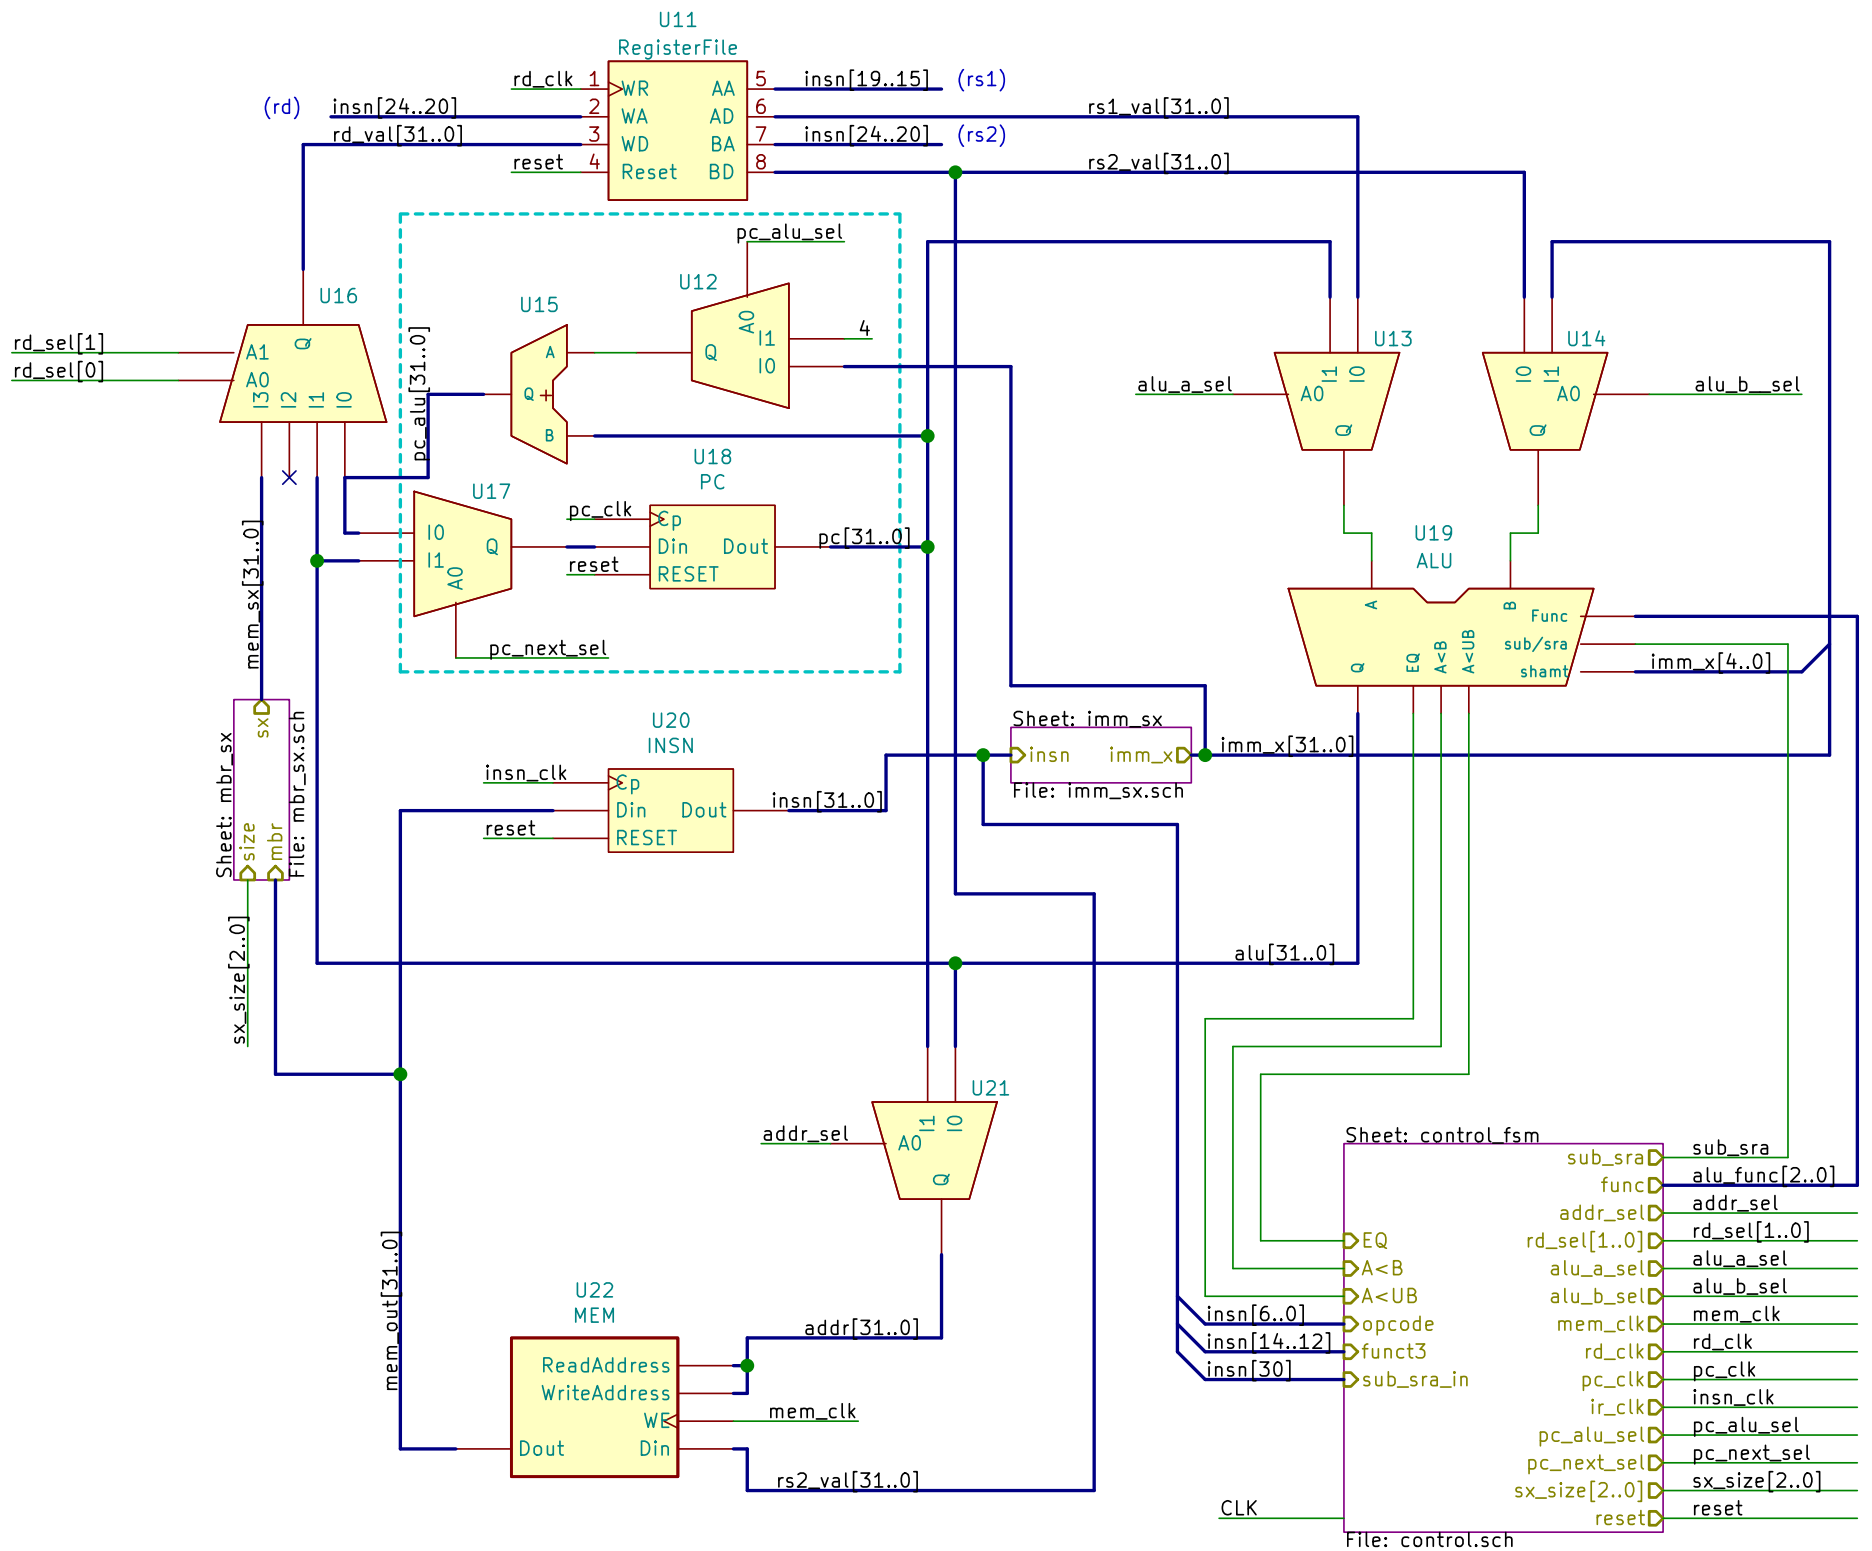 U11
RegisterFile
rd_clk
1
WR
AA
5
insn[19..15]
(rs1)
(rd)
insn[24..20]
2
WA
AD
6
rs1_val[31..0]
rd_val[31..0]
3
WD
BA
7
insn[24..20]
(rs2)
reset
4
Reset
BD
8
rs2_val[31..0]
pc_alu_sel
U12
A0
I1
I0
Q
4
U15
A
Q
+
B
U16
rd_sel[1]
rd_sel[0]
A1
A0
Q
I3
I2
I1
I0
pc_alu[31..0]
U13
I1
I0
A0
Q
alu_a_sel
U14
I0
I1
A0
Q
alu_b__sel
U17
I0
I1
Q
A0
pc_next_sel
U18
PC
pc_clk
Cp
Din
Dout
pc[31..0]
reset
RESET
mem_sx[31..0]
U19
ALU
A
B
Func
sub/sra
shamt
Q
EQ
A<B
A<UB
imm_x[4..0]
Sheet: mbr_sx
File: mbr_sx.sch
sx
size
mbr
sx_size[2..0]
U20
INSN
insn_clk
Cp
Din
Dout
insn[31..0]
reset
RESET
Sheet: imm_sx
insn
imm_x
imm_x[31..0]
File: imm_sx.sch
alu[31..0]
U21
I1
I0
addr_sel
A0
Q
mem_out[31..0]
U22
MEM
addr[31..0]
ReadAddress
WriteAddress
WE
mem_clk
Dout
Din
rs2_val[31..0]
Sheet: control_fsm
sub_sra
sub_sra
func
alu_func[2..0]
addr_sel
addr_sel
EQ
rd_sel[1..0]
rd_sel[1..0]
A<B
alu_a_sel
alu_a_sel
A<UB
alu_b_sel
alu_b_sel
insn[6..0]
opcode
mem_clk
mem_clk
insn[14..12]
funct3
rd_clk
rd_clk
insn[30]
sub_sra_in
pc_clk
pc_clk
ir_clk
insn_clk
pc_alu_sel
pc_alu_sel
pc_next_sel
pc_next_sel
sx_size[2..0]
sx_size[2..0]
CLK
reset
reset
File: control.sch